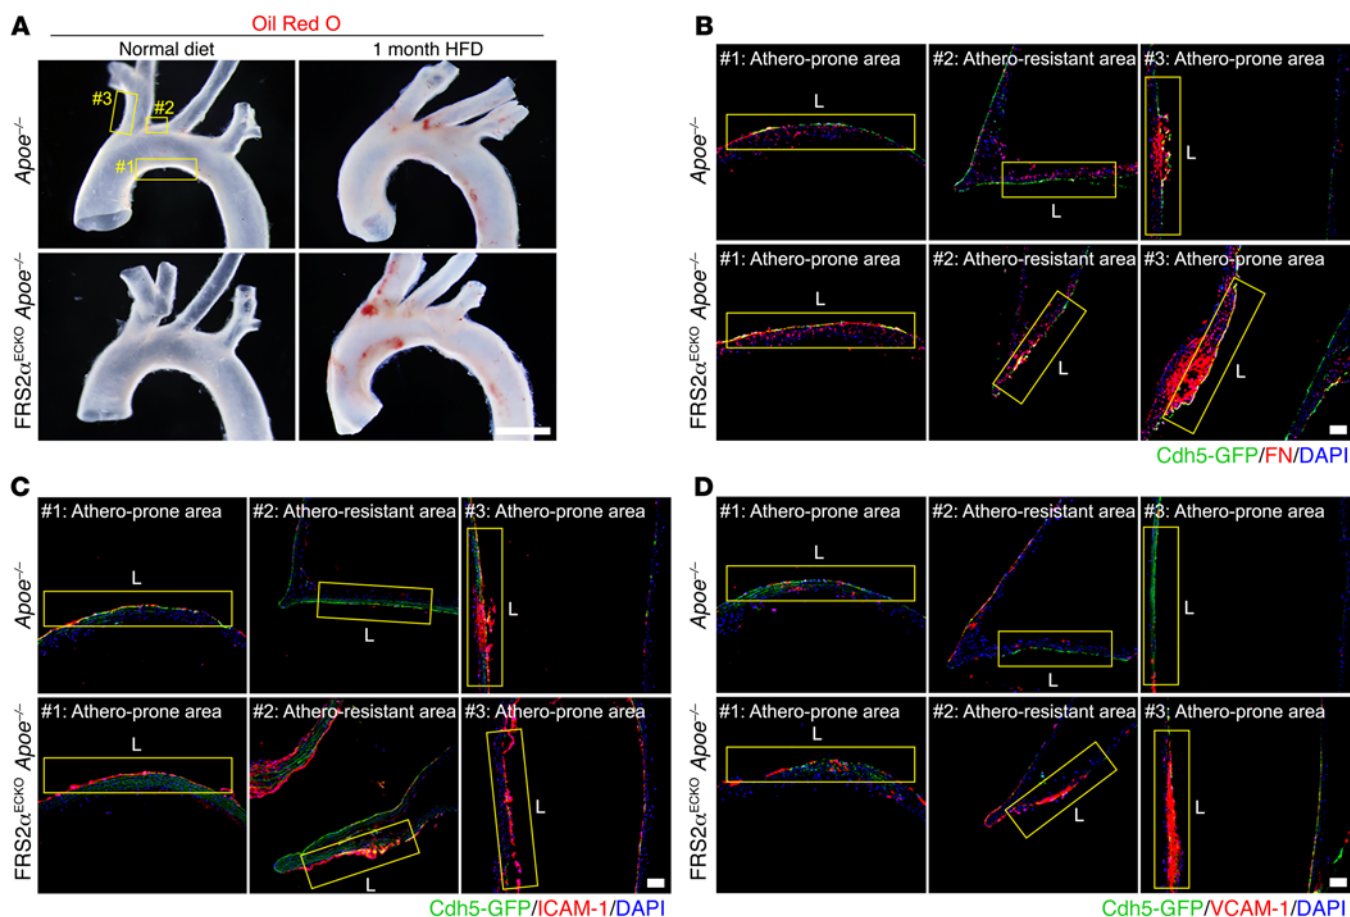 A
Oil Red O
Normal diet
1 month HFD
Apoe–/–
#3
#2
#1
FRS2αECKO Apoe–/–
B
#1: Athero-prone area
#2: Athero-resistant area
#3: Athero-prone area
Apoe–/–
L
L
L
#1: Athero-prone area
#2: Athero-resistant area
#3: Athero-prone area
FRS2αECKO Apoe–/–
L
L
L
Cdh5-GFP/FN/DAPI
C
#1: Athero-prone area
#2: Athero-resistant area
#3: Athero-prone area
Apoe–/–
L
L
L
#1: Athero-prone area
#2: Athero-resistant area
#3: Athero-prone area
FRS2αECKO Apoe–/–
L
L
L
Cdh5-GFP/ICAM-1/DAPI
D
#1: Athero-prone area
#2: Athero-resistant area
#3: Athero-prone area
Apoe–/–
L
L
L
#1: Athero-prone area
#2: Athero-resistant area
#3: Athero-prone area
FRS2αECKO Apoe–/–
L
L
L
Cdh5-GFP/VCAM-1/DAPI